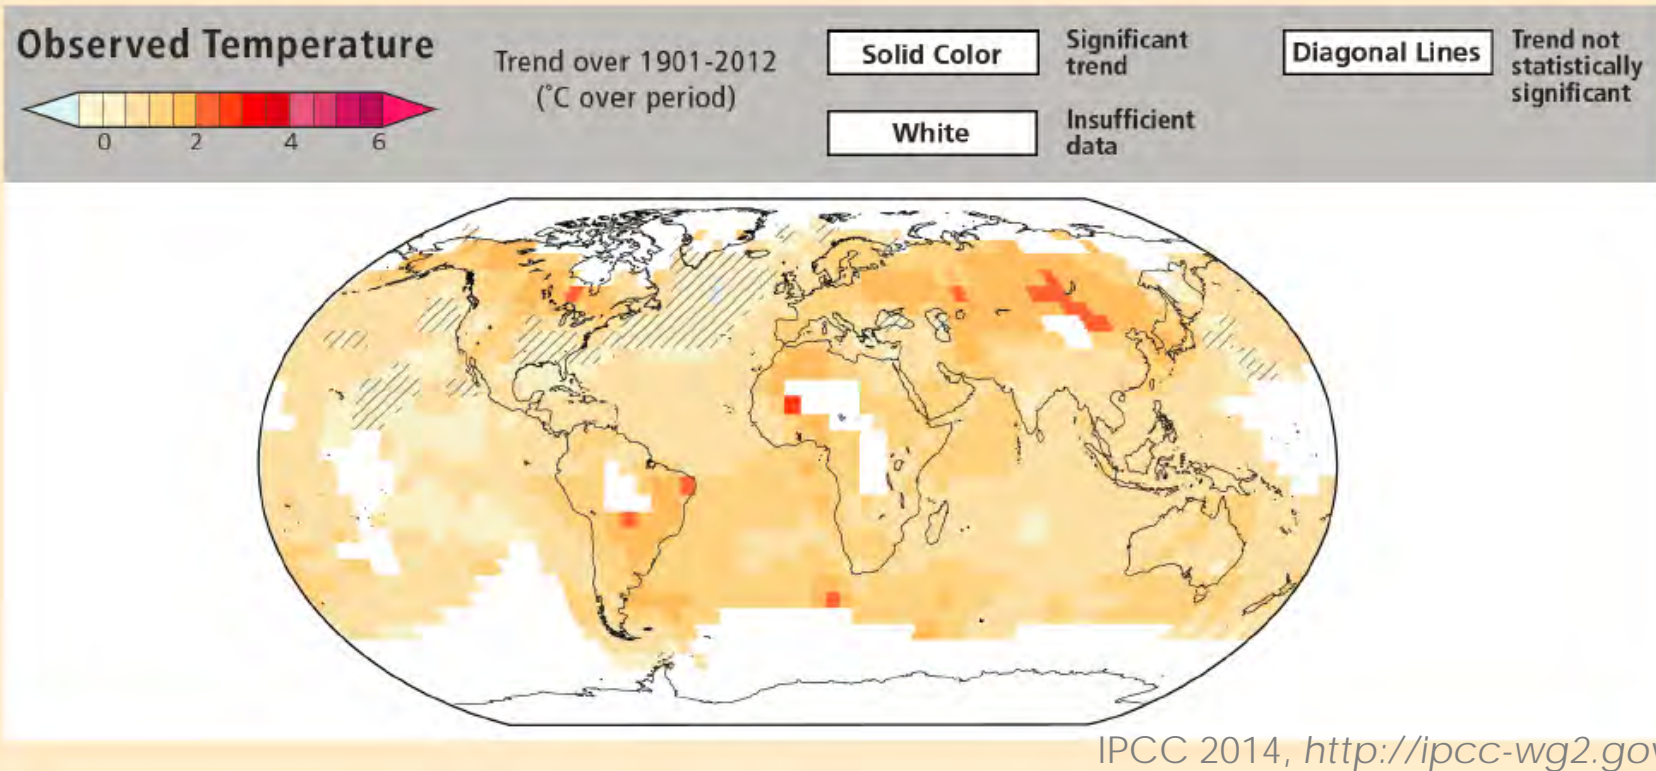 Observed Temperature
0 2 4 6
Trend over 1901-2012
(˚C over period)
Solid Color
Significant
trend
White
Insufficient
data
Diagonal Lines
Trend not
statistically
significant
IPCC 2014, http://ipcc-wg2.gov